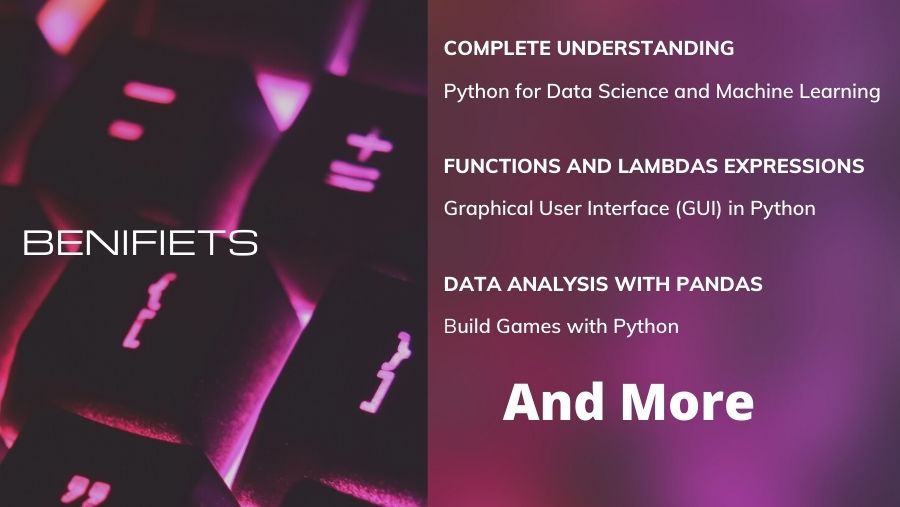 BENIFIETS
COMPLETE UNDERSTANDING
Python for Data Science and Machine Learning
FUNCTIONS AND LAMBDAS EXPRESSIONS
Graphical User Interface (GUI) in Python
DATA ANALYSIS WITH PANDAS
Build Games with Python
And More